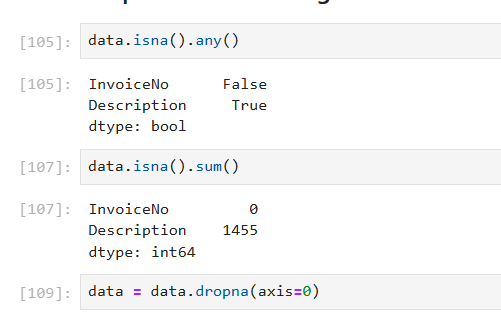 [105]: data.isna().any()
[105]: InvoiceNo      False
Description     True
dtype: bool
[107]: data.isna().sum()
[107]: InvoiceNo         0
Description    1455
dtype: int64
[109]: data = data.dropna(axis=0)